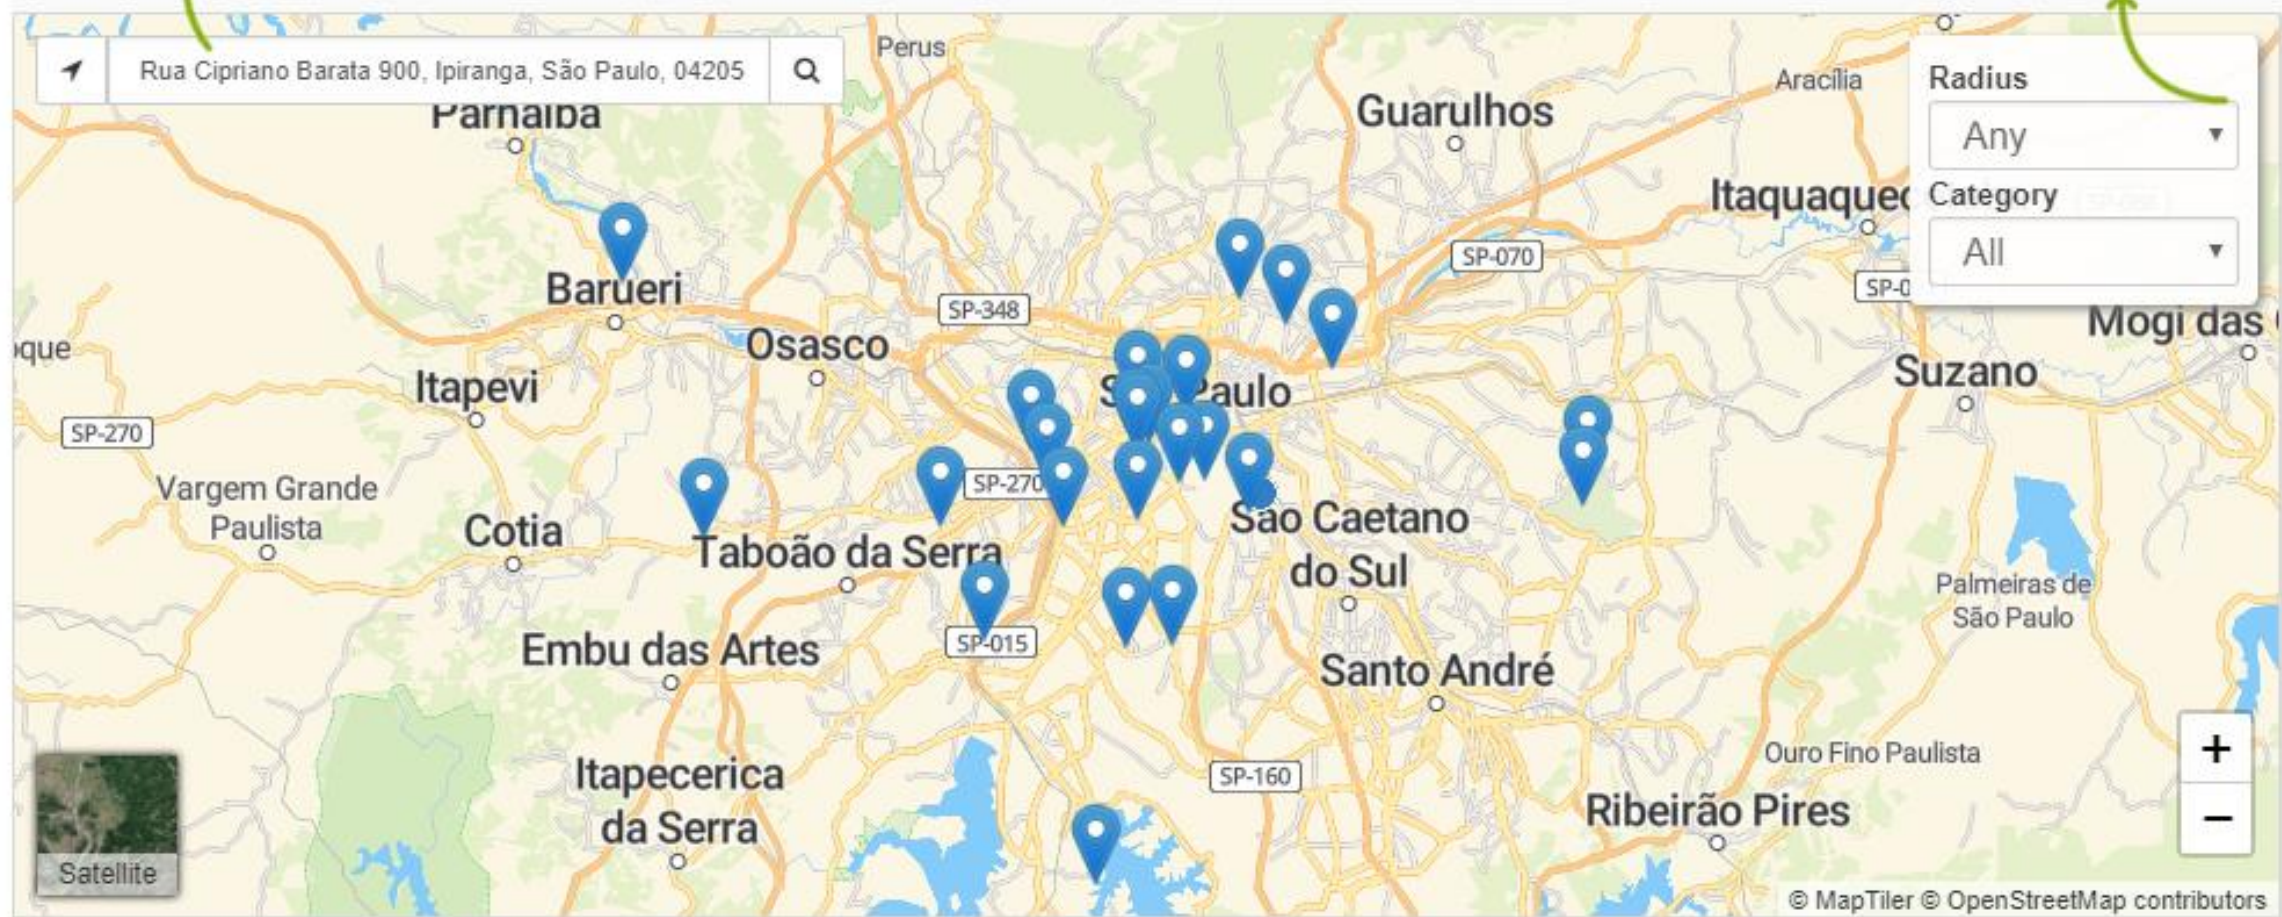 Rua Cipriano Barata 900, Ipiranga, São Paulo, 04205
Perus
Aracília
Radius
Any
Category
All
Parnaíba
Guarulhos
Itaquaquec
Barueri
SP-070
SP-348
SP-0
Osasco
Mogi das
oque
Itapevi
Paulo
Suzano
SP-270
SP-270
Vargem Grande
Paulista
Cotia
São Caetano
do Sul
Taboão da Serra
Palmeiras de
São Paulo
SP-015
Embu das Artes
Santo André
Ouro Fino Paulista
+
−
Itapecerica
da Serra
SP-160
Ribeirão Pires
Satellite
© MapTiler © OpenStreetMap contributors